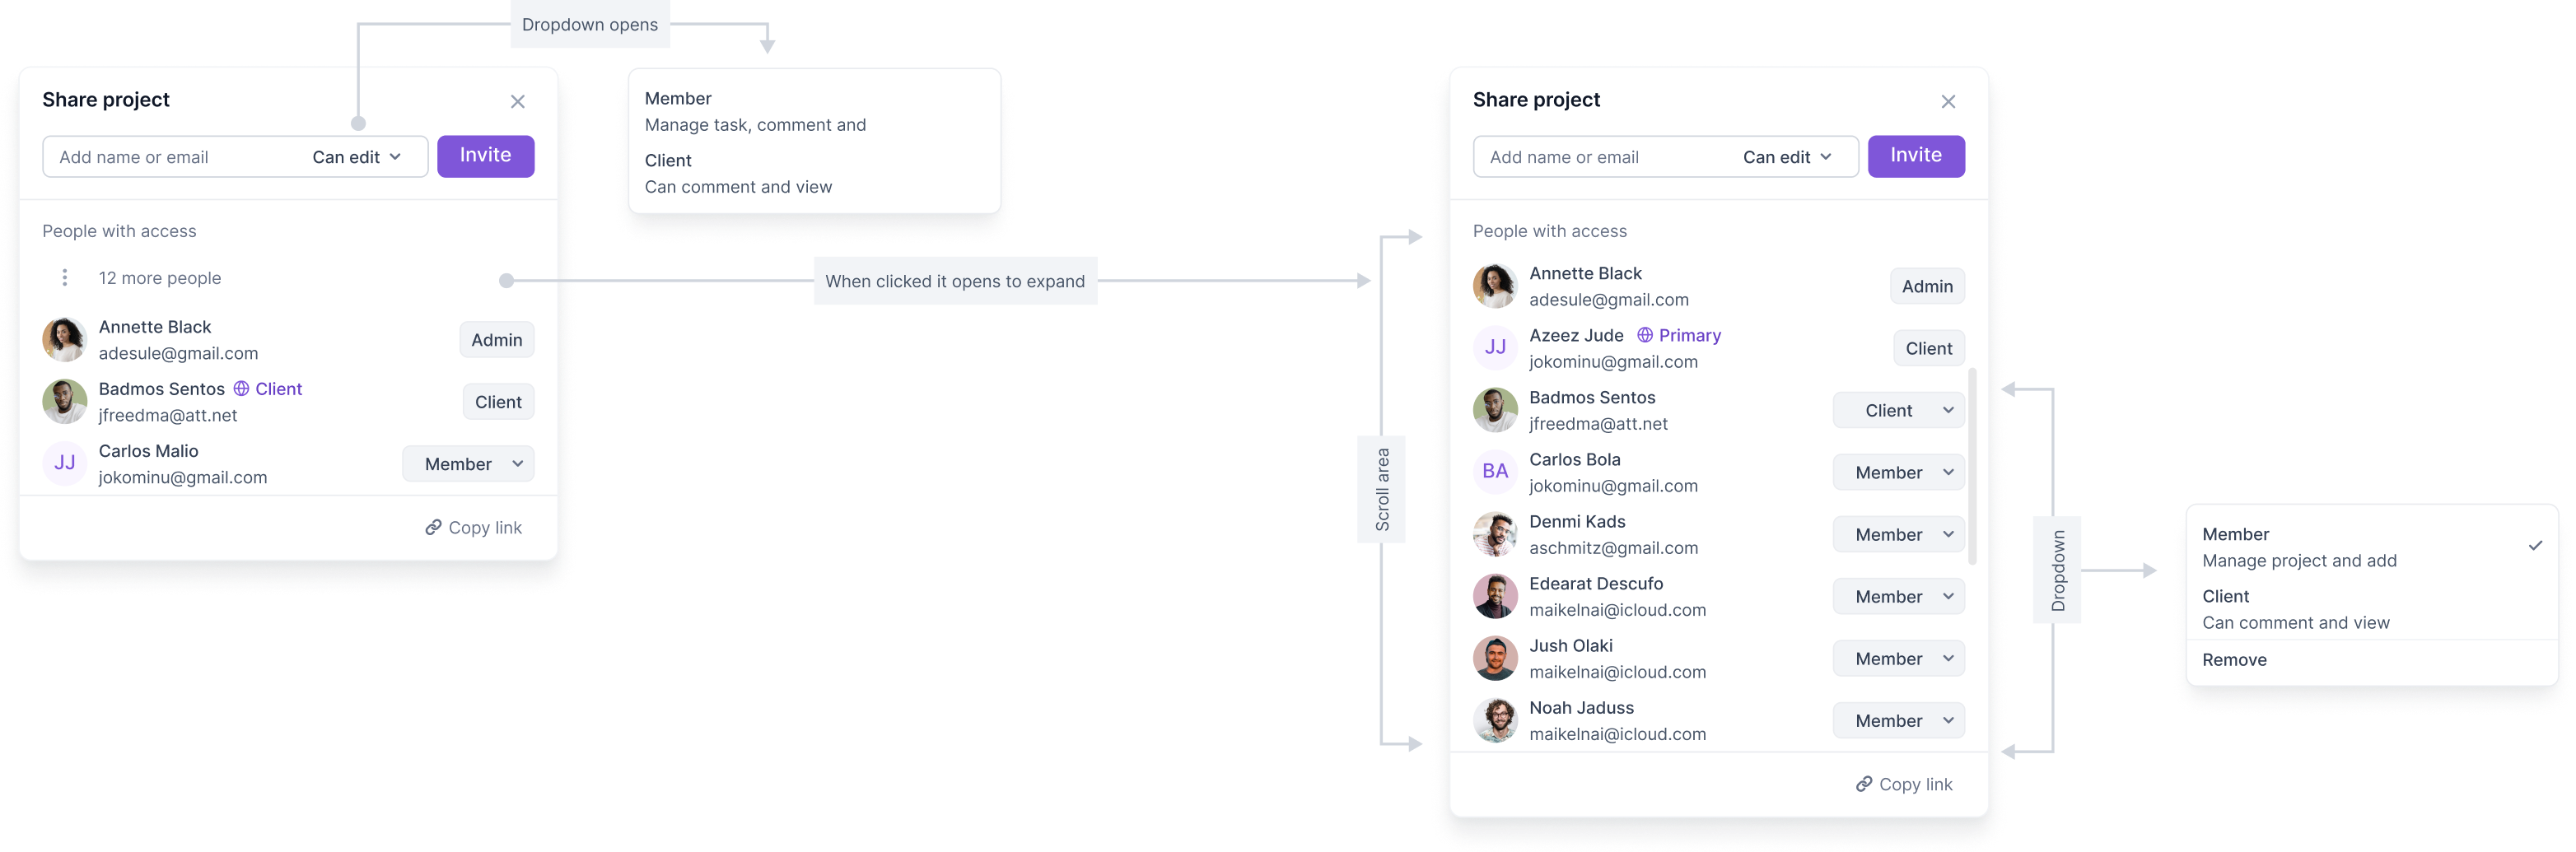 Dropdown opens
Share project
Add name or email
Can edit
Invite
People with access
12 more people
Annette Black
adesule@gmail.com
Admin
Badmos Sentos
Client
jfreedma@att.net
Client
JJ
Carlos Malio
jokominu@gmail.com
Member
Copy link
Member
Manage task, comment and
Client
Can comment and view
When clicked it opens to expand
Scroll area
Share project
Add name or email
Can edit
Invite
People with access
Annette Black
adesule@gmail.com
Admin
JJ
Azeez Jude
Primary
jokominu@gmail.com
Client
Badmos Sentos
jfreedma@att.net
Client
BA
Carlos Bola
jokominu@gmail.com
Member
Denmi Kads
aschmitz@gmail.com
Member
Edearat Descufo
maikelnai@icloud.com
Member
Jush Olaki
maikelnai@icloud.com
Member
Noah Jaduss
maikelnai@icloud.com
Member
Copy link
Dropdown
Member
Manage project and add
Client
Can comment and view
Remove